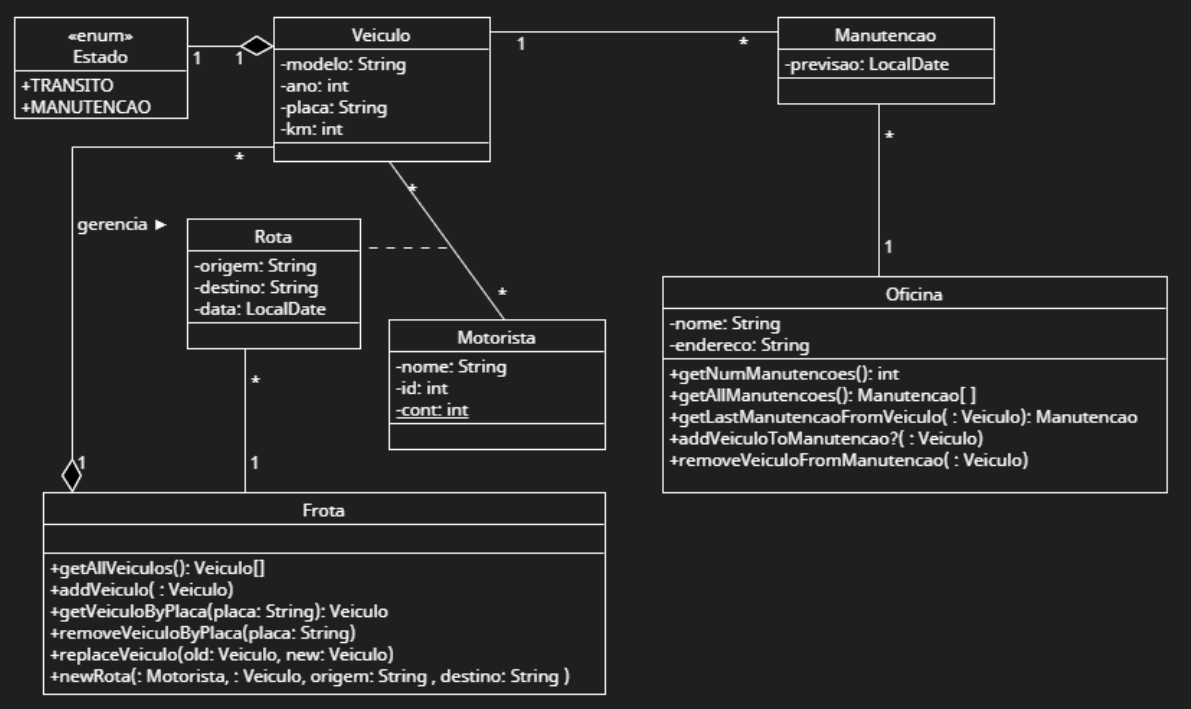 «enum»
Estado
+TRANSITO
+MANUTENCAO
1
1
Veiculo
-modelo: String
-ano: int
-placa: String
-km: int
1
*
Manutencao
-previsao: LocalDate
*
1
*
gerencia ►
Rota
-origem: String
-destino: String
-data: LocalDate
*
*
Motorista
-nome: String
-id: int
-cont: int
Oficina
-nome: String
-endereco: String
+getNumManutencoes(): int
+getAllManutencoes(): Manutencao[ ]
+getLastManutencaoFromVeiculo( : Veiculo): Manutencao
+addVeiculoToManutencao?( : Veiculo)
+removeVeiculoFromManutencao( : Veiculo)
*
1
1
Frota
+getAllVeiculos(): Veiculo[]
+addVeiculo( : Veiculo)
+getVeiculoByPlaca(placa: String): Veiculo
+removeVeiculoByPlaca(placa: String)
+replaceVeiculo(old: Veiculo, new: Veiculo)
+newRota(: Motorista, : Veiculo, origem: String , destino: String )